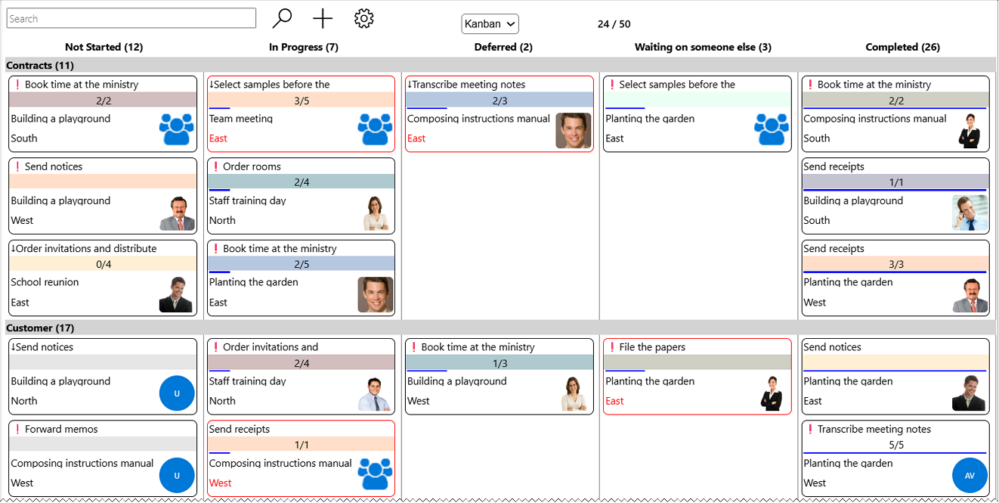 Search
Kanban
24 / 50
Not Started (12)
In Progress (7)
Deferred (2)
Waiting on someone else (3)
Completed (26)
Contracts (11)
❗ Book time at the ministry
2/2
Building a playground
South
↓Select samples before the
3/5
Team meeting
East
↓Transcribe meeting notes
2/3
Composing instructions manual
East
❗ Select samples before the
Planting the garden
East
❗ Book time at the ministry
2/2
Composing instructions manual
South
❗ Send notices
Building a playground
West
❗ Order rooms
2/4
Staff training day
North
Send receipts
1/1
Building a playground
South
↓Order invitations and distribute
0/4
School reunion
East
❗ Book time at the ministry
2/5
Planting the garden
East
Send receipts
3/3
Planting the garden
West
Customer (17)
↓Send notices
Building a playground
North
U
❗ Order invitations and
2/4
Staff training day
North
❗ Book time at the ministry
1/3
Building a playground
West
❗ File the papers
Planting the garden
East
Send notices
Planting the garden
East
❗ Forward memos
Composing instructions manual
West
U
Send receipts
1/1
Composing instructions manual
West
❗ Transcribe meeting notes
5/5
Planting the garden
West
AV